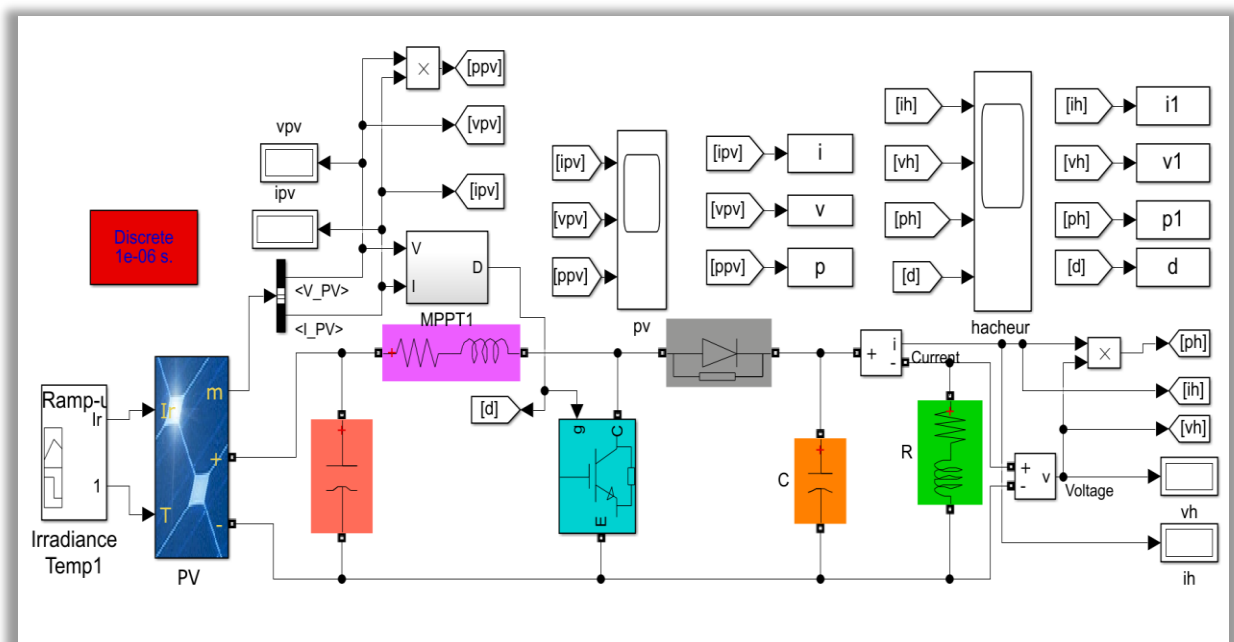 [ppv]
[vpv]
[ipv]
vpv
ipv
Discrete
1e-06 s.
<V_PV>
<I_PV>
V
I
D
MPPT1
[ipv]
[vpv]
[ppv]
pv
[ipv]
i
[vpv]
v
[ppv]
p
[ih]
[vh]
[ph]
[d]
hacheur
[ih]
i1
[vh]
v1
[ph]
p1
[d]
d
Ir
1
Irradiance
Temp1
Ir
T
m
+
-
PV
+
+
[d]
g
C
E
+
C
+
i
-
Current
+
R
+
-
v
Voltage
[ph]
[ih]
[vh]
vh
ih